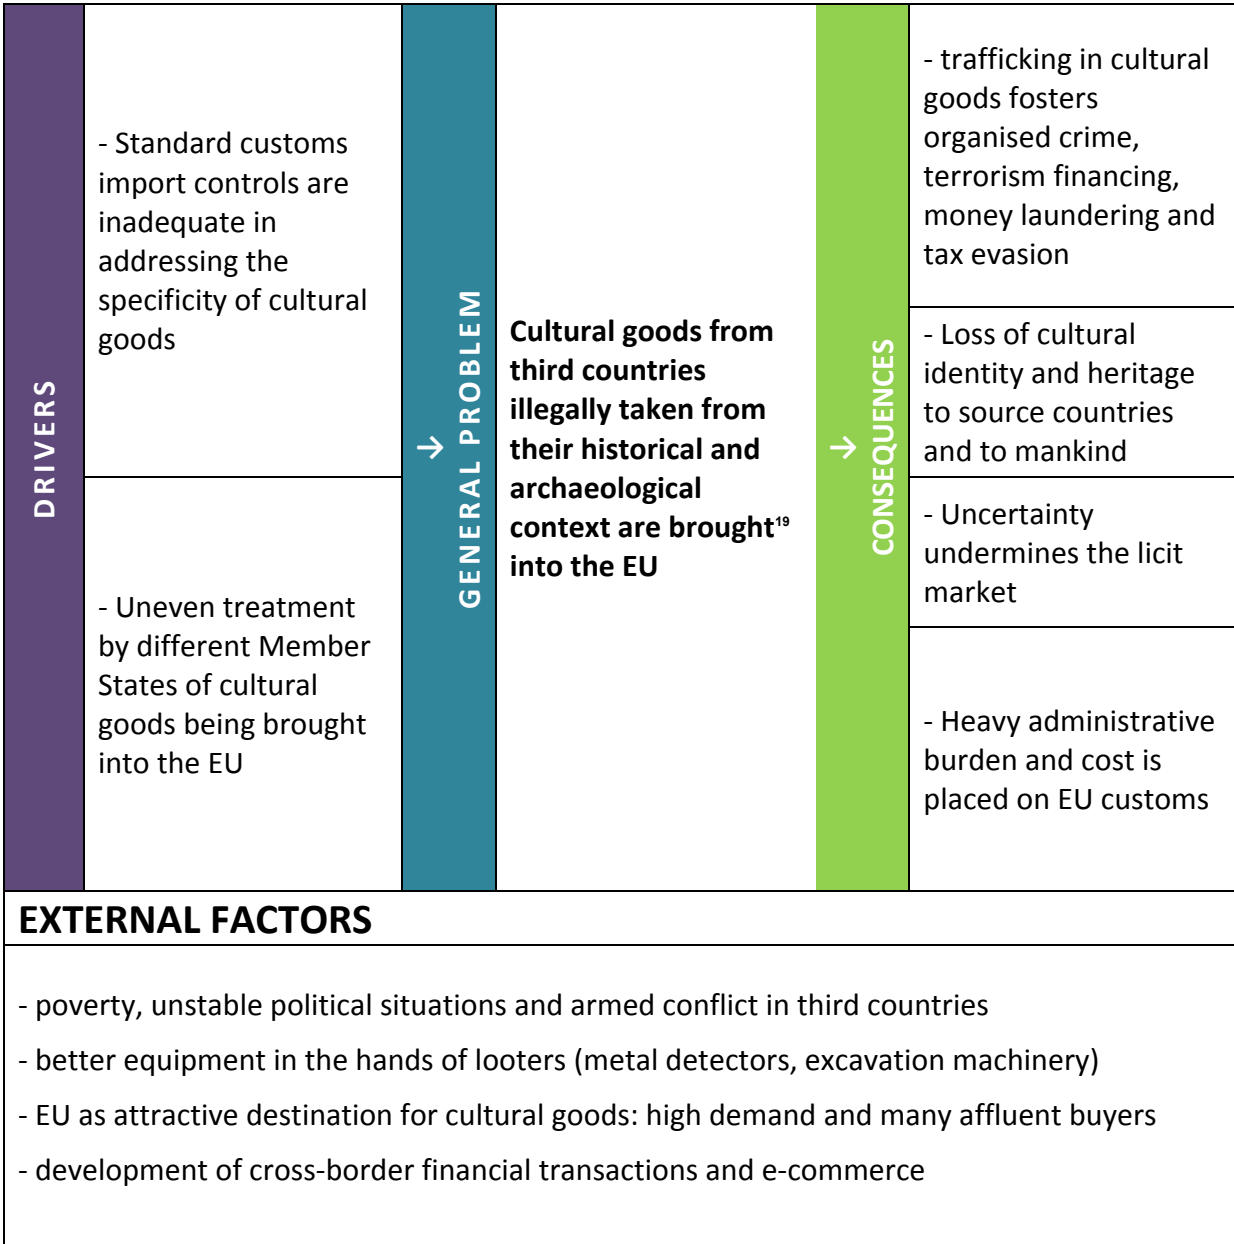 DRIVERS
- Standard customs
import controls are
inadequate in
addressing the
specificity of cultural
goods
- Uneven treatment
by different Member
States of cultural
goods being brought
into the EU
→
GENERAL PROBLEM
Cultural goods from
third countries
illegally taken from
their historical and
archaeological
context are brought¹⁹
into the EU
→
CONSEQUENCES
- trafficking in cultural
goods fosters
organised crime,
terrorism financing,
money laundering and
tax evasion
- Loss of cultural
identity and heritage
to source countries
and to mankind
- Uncertainty
undermines the licit
market
- Heavy administrative
burden and cost is
placed on EU customs
EXTERNAL FACTORS
- poverty, unstable political situations and armed conflict in third countries
- better equipment in the hands of looters (metal detectors, excavation machinery)
- EU as attractive destination for cultural goods: high demand and many affluent buyers
- development of cross-border financial transactions and e-commerce